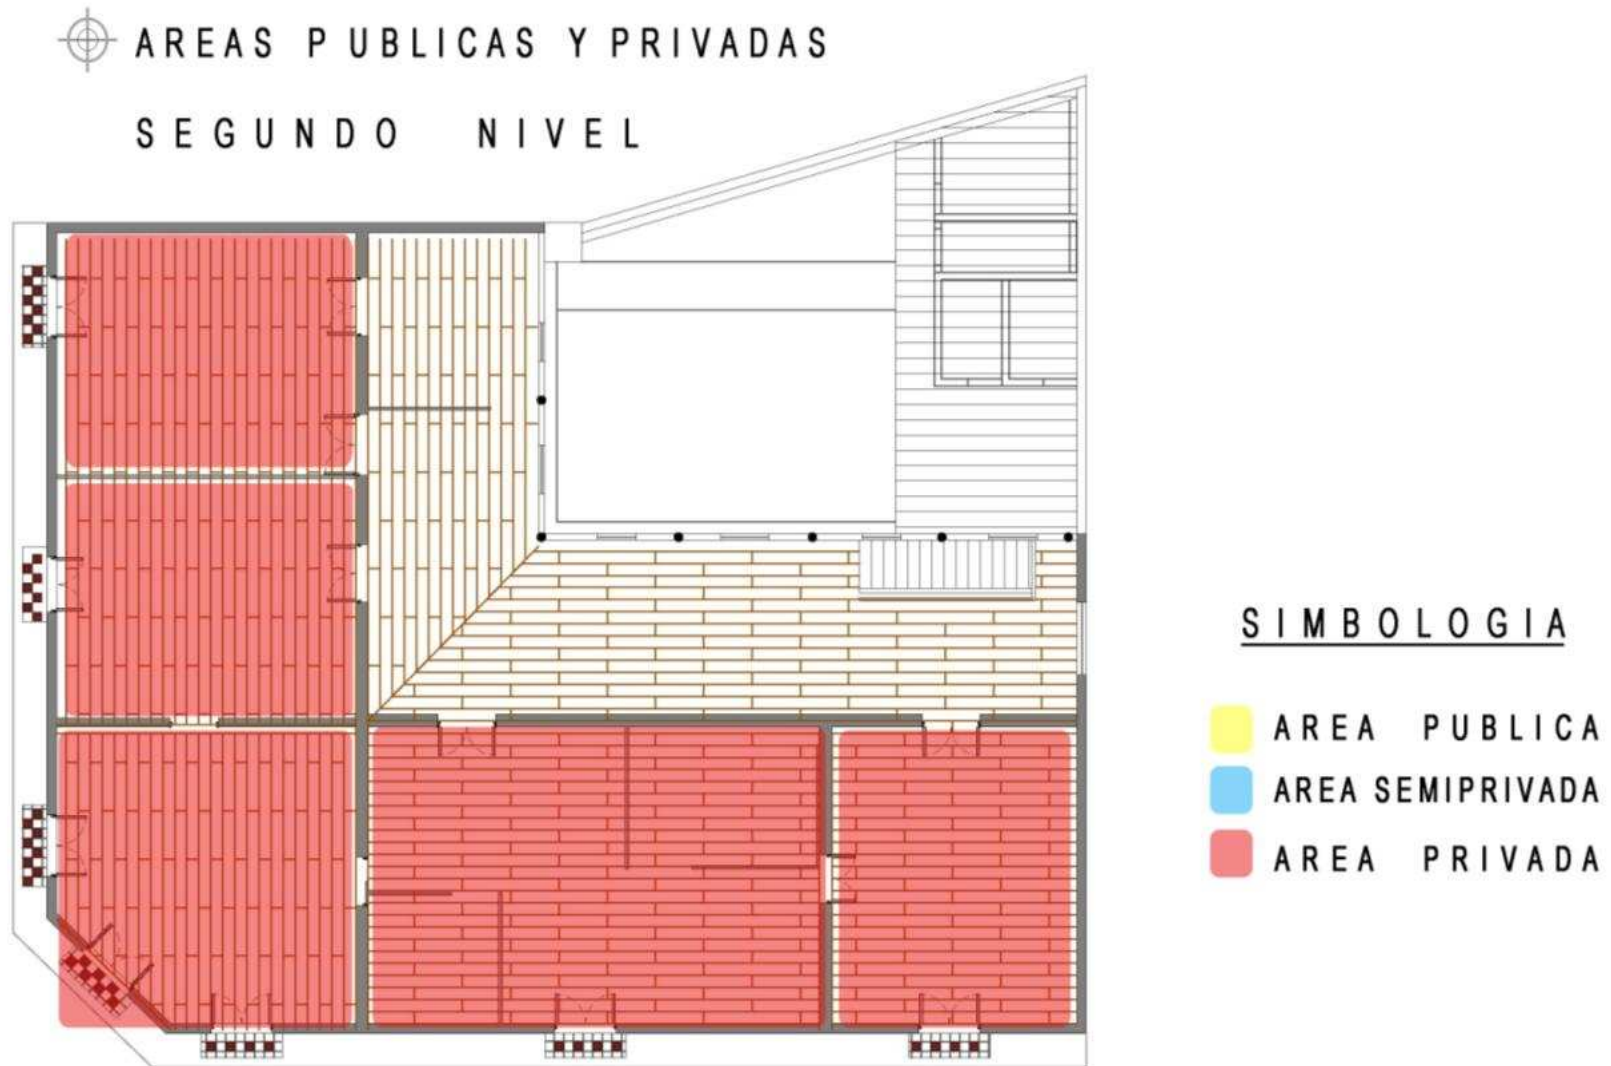 AREAS PUBLICAS Y PRIVADAS
SEGUNDO NIVEL
SIMBOLOGIA
AREA PUBLICA
AREA SEMIPRIVADA
AREA PRIVADA